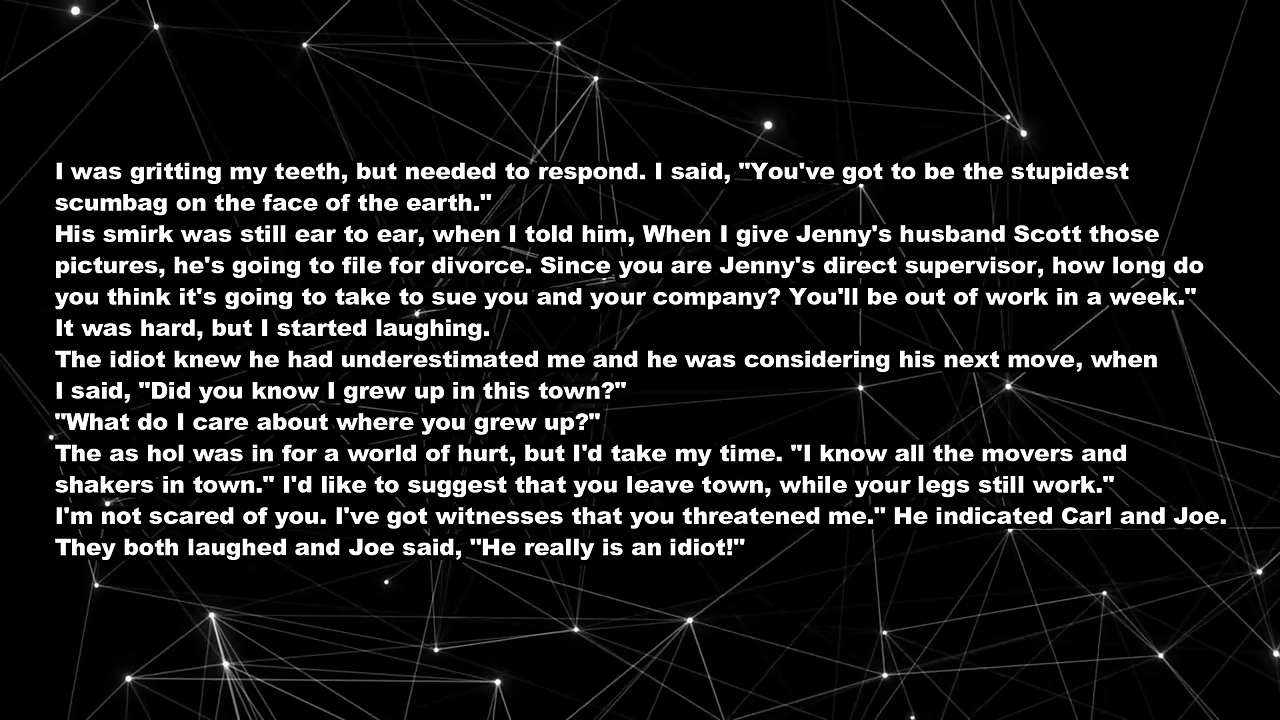 I was gritting my teeth, but needed to respond. I said, "You've got to be the stupidest
scumbag on the face of the earth."
His smirk was still ear to ear, when I told him, When I give Jenny's husband Scott those
pictures, he's going to file for divorce. Since you are Jenny's direct supervisor, how long do
you think it's going to take to sue you and your company? You'll be out of work in a week."
It was hard, but I started laughing.
The idiot knew he had underestimated me and he was considering his next move, when
I said, "Did you know I grew up in this town?"
"What do I care about where you grew up?"
The as hol was in for a world of hurt, but I'd take my time. "I know all the movers and
shakers in town." I'd like to suggest that you leave town, while your legs still work."
I'm not scared of you. I've got witnesses that you threatened me." He indicated Carl and Joe.
They both laughed and Joe said, "He really is an idiot!"